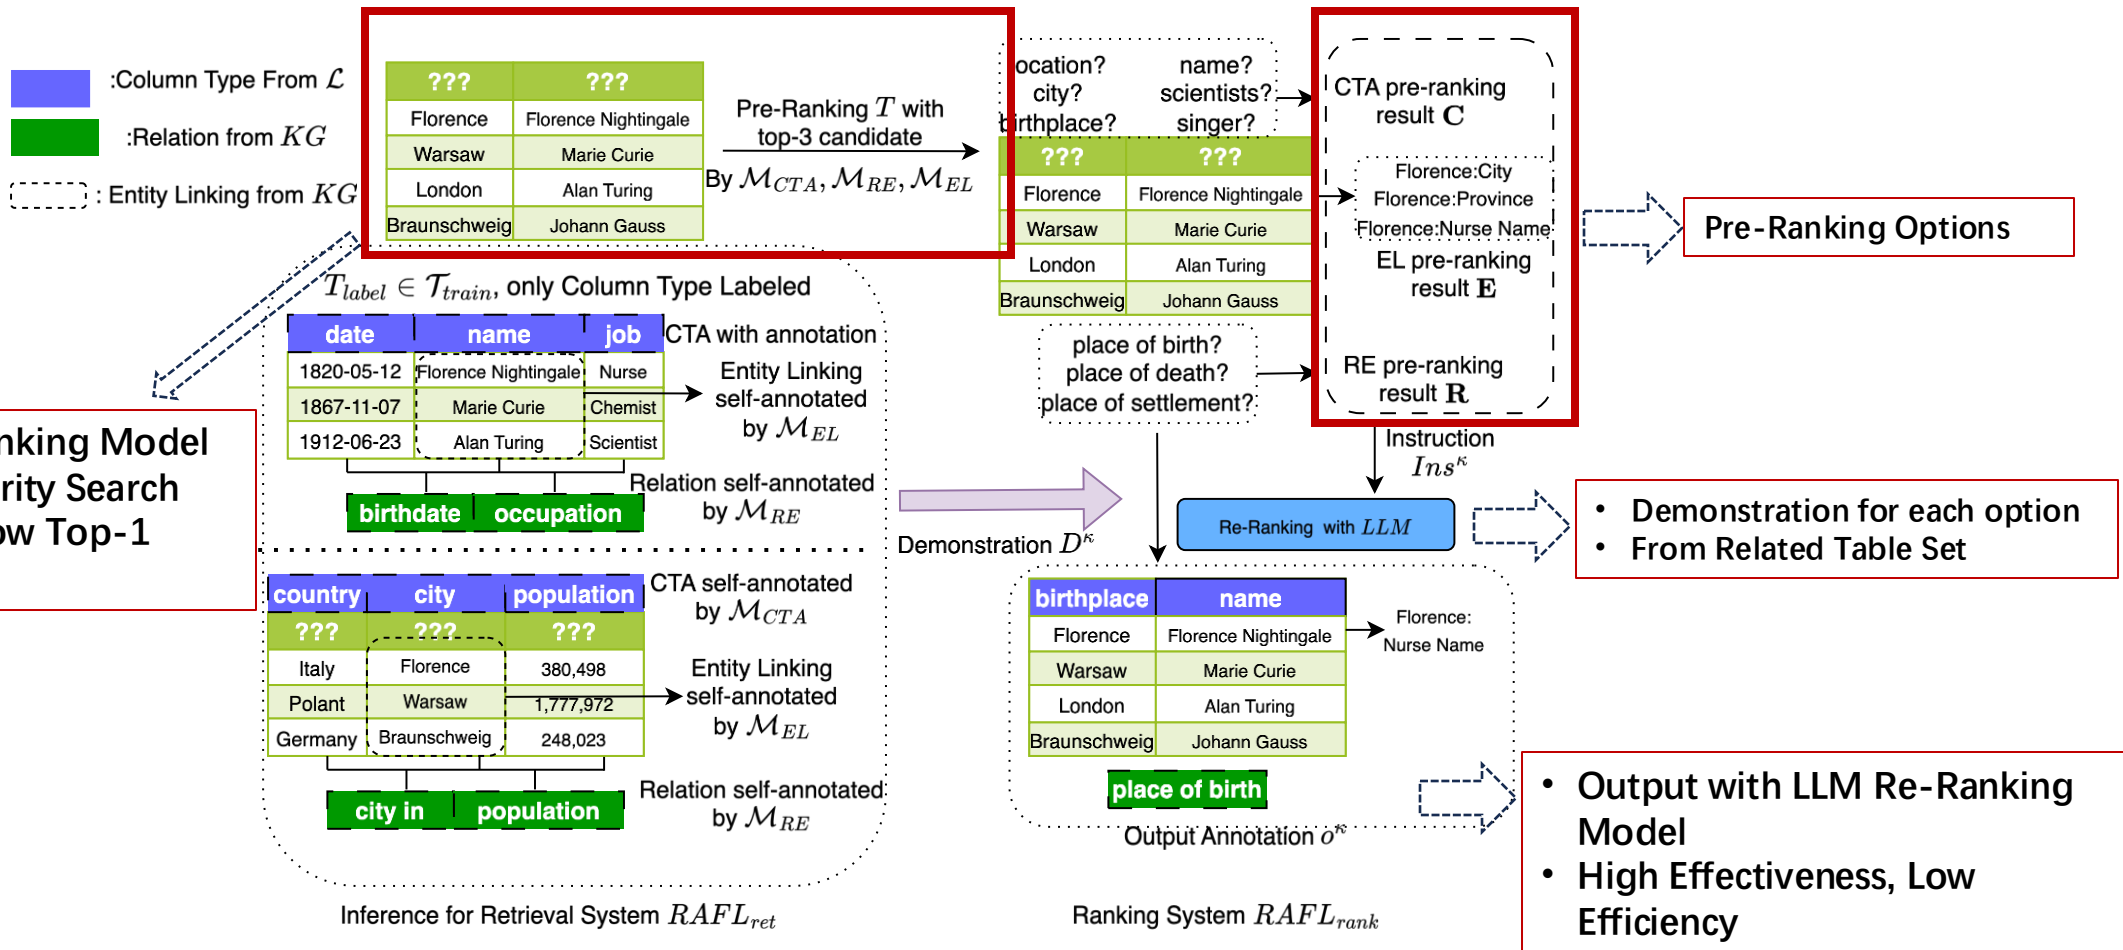 :Column Type From ℒ
:Relation from KG
: Entity Linking from KG
??? ???
Florence Florence Nightingale
Warsaw Marie Curie
London Alan Turing
Braunschweig Johann Gauss
Pre-Ranking T with
top-3 candidate
By ℳ_CTA, ℳ_RE, ℳ_EL
ocation? name?
city? scientists?
birthplace? singer?
??? ???
Florence Florence Nightingale
Warsaw Marie Curie
London Alan Turing
Braunschweig Johann Gauss
place of birth?
place of death?
place of settlement?
CTA pre-ranking
result C
Florence:City
Florence:Province
Florence:Nurse Name
EL pre-ranking
result E
RE pre-ranking
result R
Pre-Ranking Options
T_label ∈ 𝒯_train, only Column Type Labeled
date name job
1820-05-12 Florence Nightingale Nurse
1867-11-07 Marie Curie Chemist
1912-06-23 Alan Turing Scientist
CTA with annotation
Entity Linking
self-annotated
by ℳ_EL
birthdate occupation
Relation self-annotated
by ℳ_RE
nking Model
rity Search
ow Top-1
country city population
??? ??? ???
Italy Florence 380,498
Polant Warsaw 1,777,972
Germany Braunschweig 248,023
CTA self-annotated
by ℳ_CTA
Entity Linking
self-annotated
by ℳ_EL
city in population
Relation self-annotated
by ℳ_RE
Inference for Retrieval System RAFL_ret
Demonstration D^κ
Instruction
Ins^κ
Re-Ranking with LLM
• Demonstration for each option
• From Related Table Set
birthplace name
Florence Florence Nightingale
Warsaw Marie Curie
London Alan Turing
Braunschweig Johann Gauss
Florence:
Nurse Name
place of birth
Output Annotation o^κ
Ranking System RAFL_rank
• Output with LLM Re-Ranking
Model
• High Effectiveness, Low
Efficiency